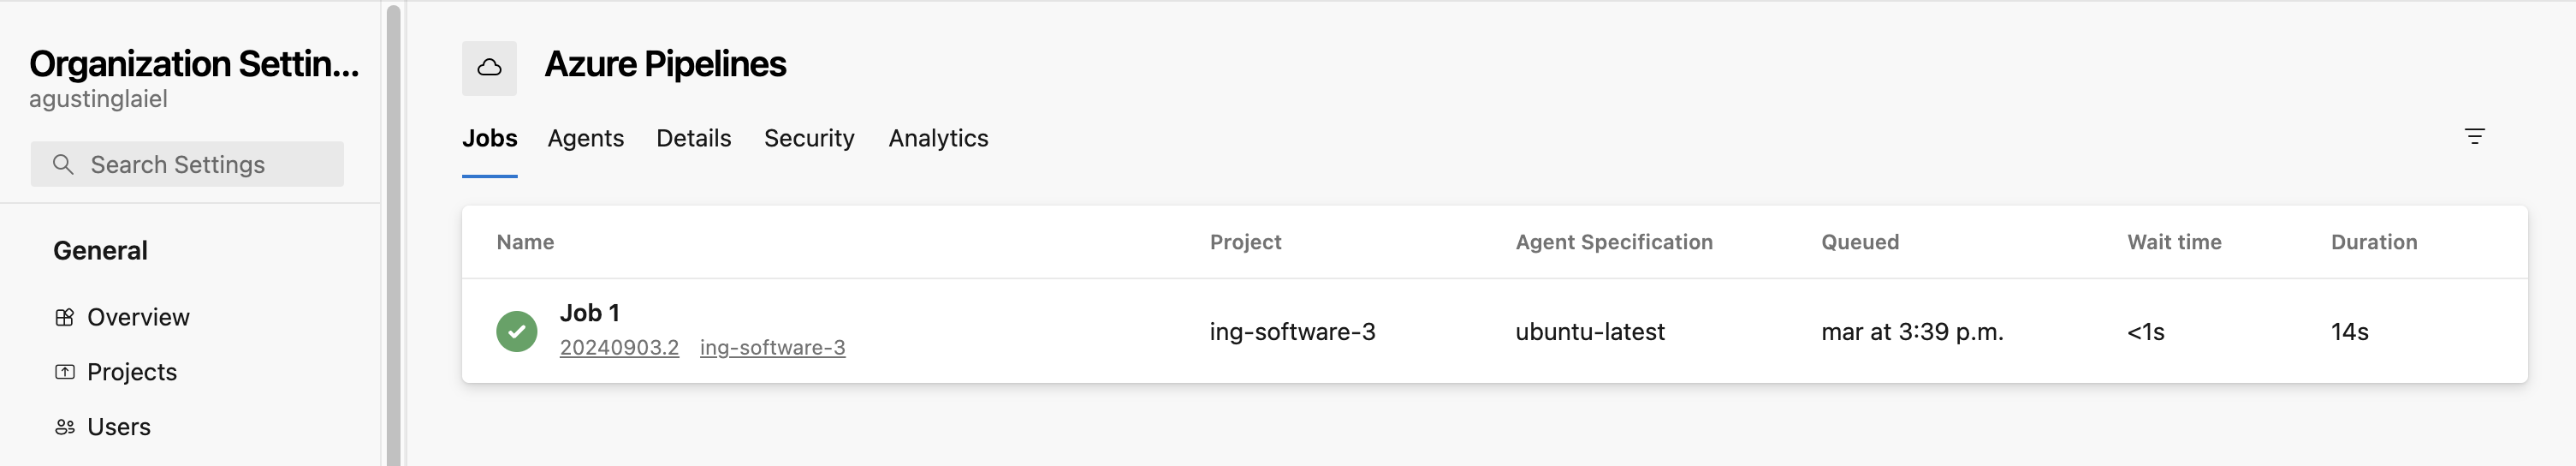 Organization Settin...
agustinglaiel
Search Settings
General
Overview
Projects
Users
Azure Pipelines
Jobs Agents Details Security Analytics
Name Project Agent Specification Queued Wait time Duration
Job 1
20240903.2 ing-software-3
ing-software-3 ubuntu-latest mar at 3:39 p.m. <1s 14s